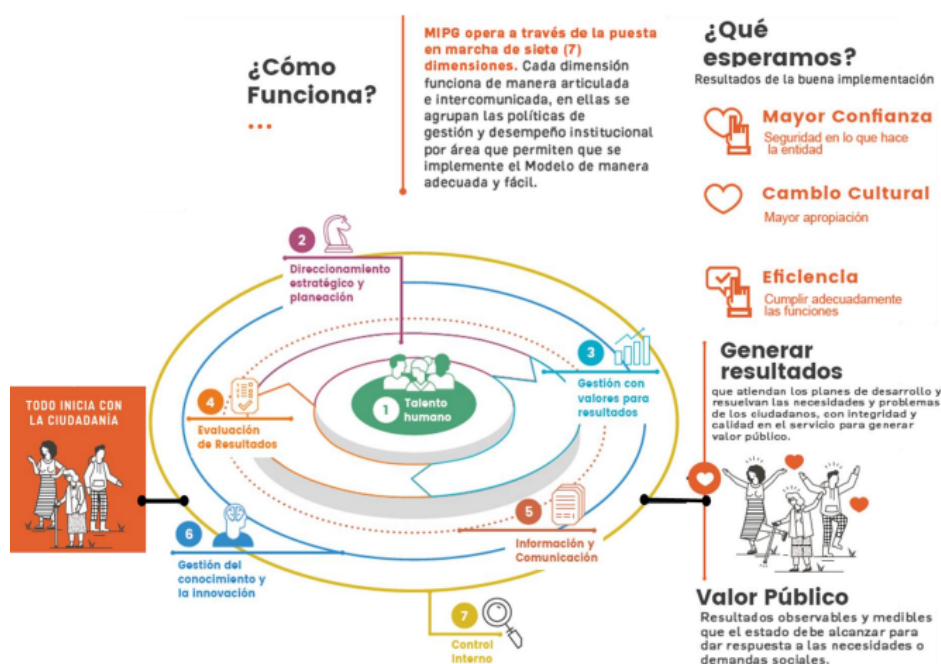 ¿Cómo
Funciona?
MIPG opera a través de la puesta
en marcha de siete (7)
dimensiones. Cada dimensión
funciona de manera articulada
e intercomunicada, en ellas se
agrupan las políticas de
gestión y desempeño institucional
por área que permiten que se
implemente el Modelo de manera
adecuada y fácil.
¿Qué
esperamos?
Resultados de la buena implementación
Mayor Confianza
Seguridad en lo que hace
la entidad
Cambio Cultural
Mayor apropiación
Eficiencia
Cumplir adecuadamente
las funciones
Generar
resultados
que atiendan los planes de desarrollo y
resuelvan las necesidades y problemas
de los ciudadanos, con integridad y
calidad en el servicio para generar
valor público.
Valor Público
Resultados observables y medibles
que el estado debe alcanzar para
dar respuesta a las necesidades o
demandas sociales.
TODO INICIA CON
LA CIUDADANÍA
1
Talento
humano
2
Direccionamiento
estratégico y
planeación
3
Gestión con
valores para
resultados
4
Evaluación
de Resultados
5
Información y
Comunicación
6
Gestión del
conocimiento y
la innovación
7
Control
Interno